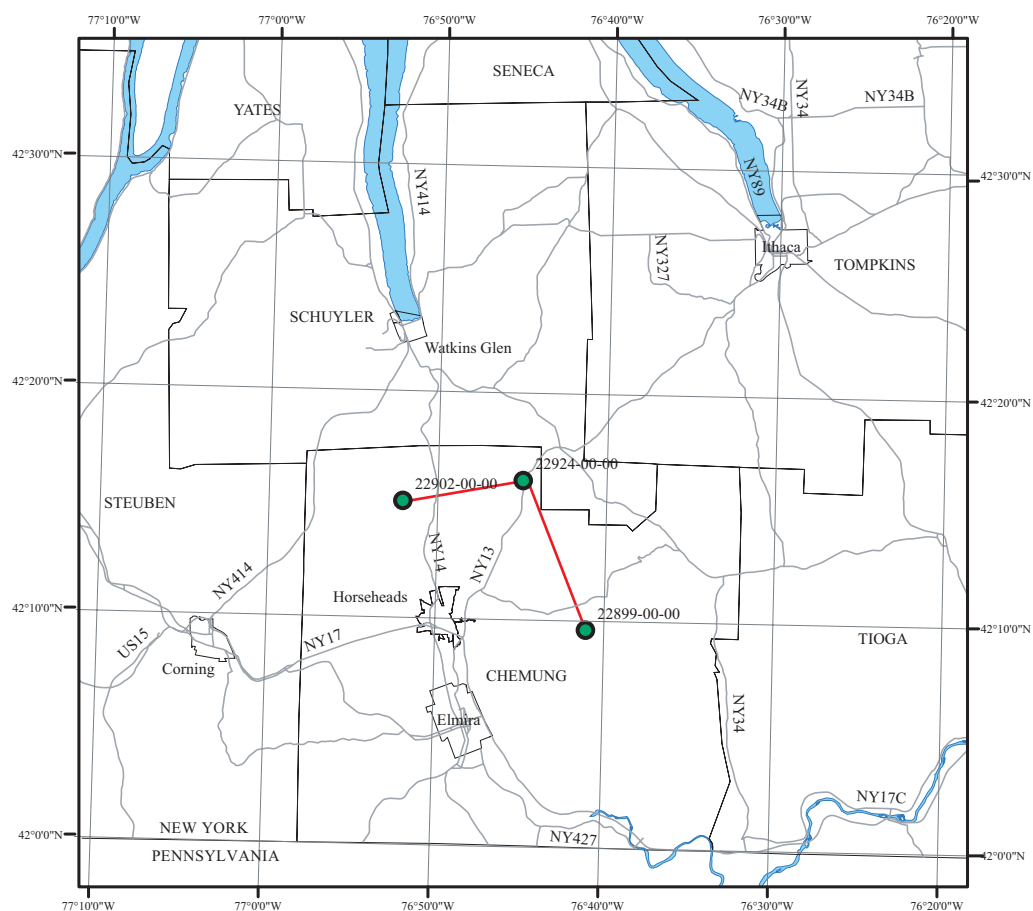 77°10'0"W
77°0'0"W
76°50'0"W
76°40'0"W
76°30'0"W
76°20'0"W
SENECA
YATES
NY34B
NY34
NY34B
42°30'0"N
42°30'0"N
NY414
NY89
Ithaca
NY327
TOMPKINS
SCHUYLER
Watkins Glen
42°20'0"N
42°20'0"N
22924-00-00
22902-00-00
STEUBEN
NY14
NY13
NY414
Horseheads
42°10'0"N
22899-00-00
42°10'0"N
US15
NY17
TIOGA
Corning
CHEMUNG
NY34
Elmira
NY17C
42°0'0"N
NEW YORK
NY427
PENNSYLVANIA
42°0'0"N
77°10'0"W
77°0'0"W
76°50'0"W
76°40'0"W
76°30'0"W
76°20'0"W